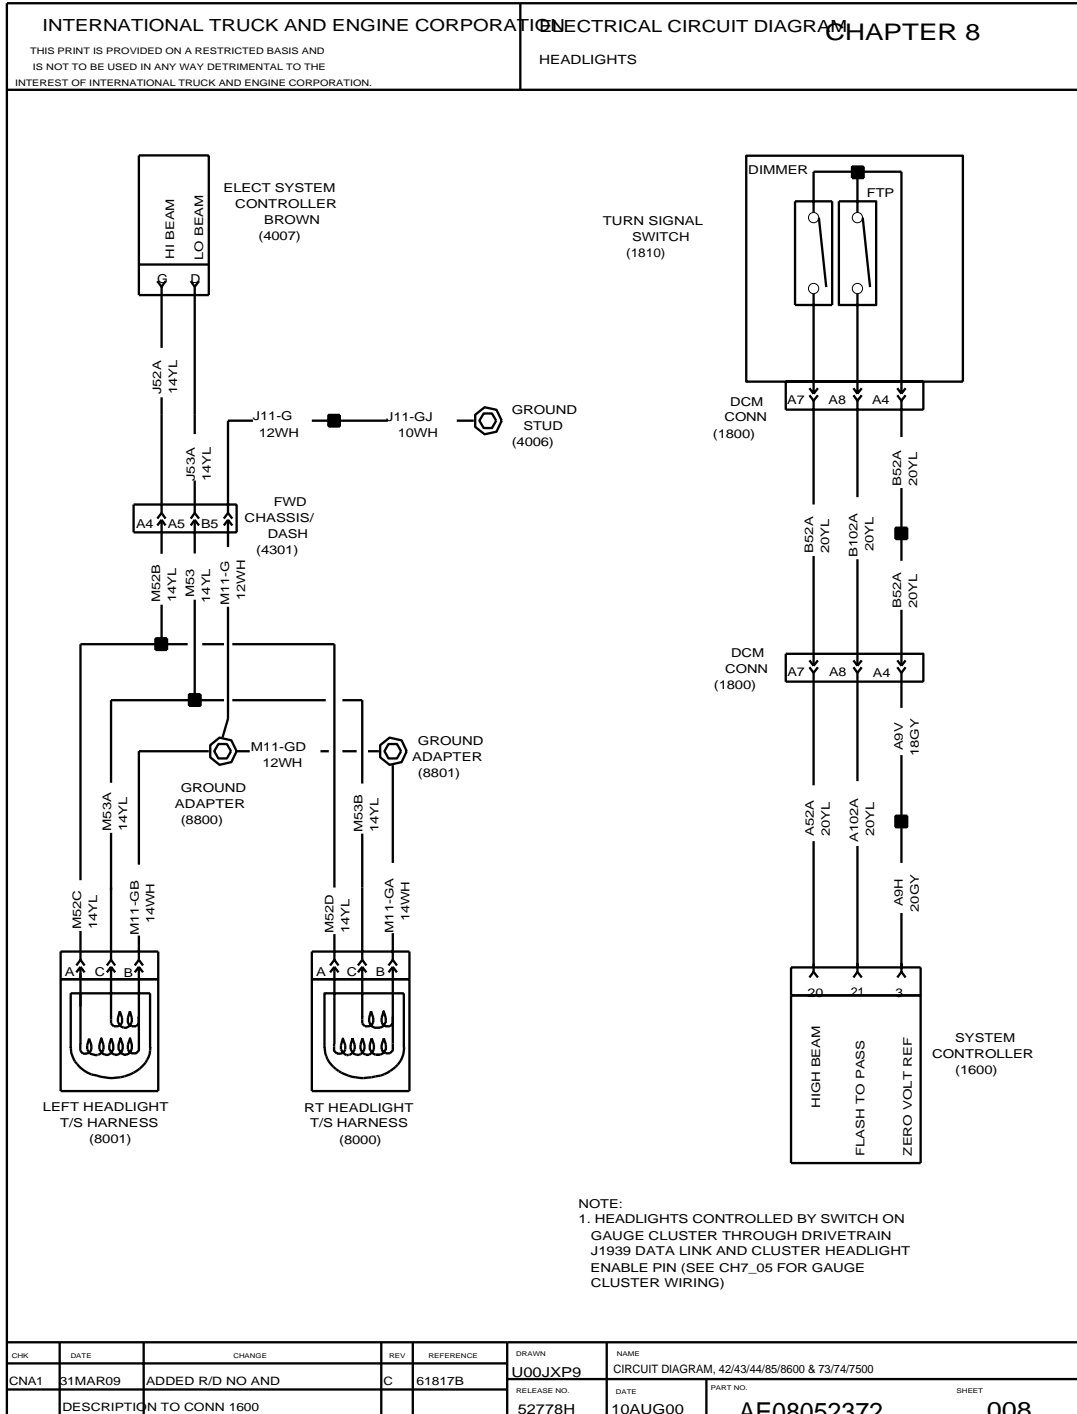 INTERNATIONAL TRUCK AND ENGINE CORPORATION
THIS PRINT IS PROVIDED ON A RESTRICTED BASIS AND
IS NOT TO BE USED IN ANY WAY DETRIMENTAL TO THE
INTEREST OF INTERNATIONAL TRUCK AND ENGINE CORPORATION.
ELECTRICAL CIRCUIT DIAGRAM
CHAPTER 8
HEADLIGHTS
HI BEAM
LO BEAM
G
D
ELECT SYSTEM
CONTROLLER
BROWN
(4007)
J52A
14YL
J53A
14YL
J11-G
12WH
J11-GJ
10WH
GROUND
STUD
(4006)
A4
A5
B5
FWD
CHASSIS/
DASH
(4301)
M52B
14YL
M53
14YL
M11-G
12WH
M11-GD
12WH
GROUND
ADAPTER
(8801)
GROUND
ADAPTER
(8800)
M53A
14YL
M53B
14YL
M52C
14YL
M11-GB
14WH
M52D
14YL
M11-GA
14WH
A
C
B
A
C
B
LEFT HEADLIGHT
T/S HARNESS
(8001)
RT HEADLIGHT
T/S HARNESS
(8000)
DIMMER
FTP
TURN SIGNAL
SWITCH
(1810)
DCM
CONN
(1800)
A7
A8
A4
B52A
20YL
B102A
20YL
B52A
20YL
B52A
20YL
DCM
CONN
(1800)
A7
A8
A4
A9V
18GY
A52A
20YL
A102A
20YL
A9H
20GY
20
21
3
HIGH BEAM
FLASH TO PASS
ZERO VOLT REF
SYSTEM
CONTROLLER
(1600)
NOTE:
1. HEADLIGHTS CONTROLLED BY SWITCH ON
GAUGE CLUSTER THROUGH DRIVETRAIN
J1939 DATA LINK AND CLUSTER HEADLIGHT
ENABLE PIN (SEE CH7_05 FOR GAUGE
CLUSTER WIRING)
CHK DATE CHANGE REV REFERENCE
CNA1 31MAR09 ADDED R/D NO AND C 61817B
DESCRIPTION TO CONN 1600
DRAWN
U00JXP9
NAME
CIRCUIT DIAGRAM, 42/43/44/85/8600 & 73/74/7500
RELEASE NO.
52778H
DATE
10AUG00
PART NO.
AE08052372
SHEET
008